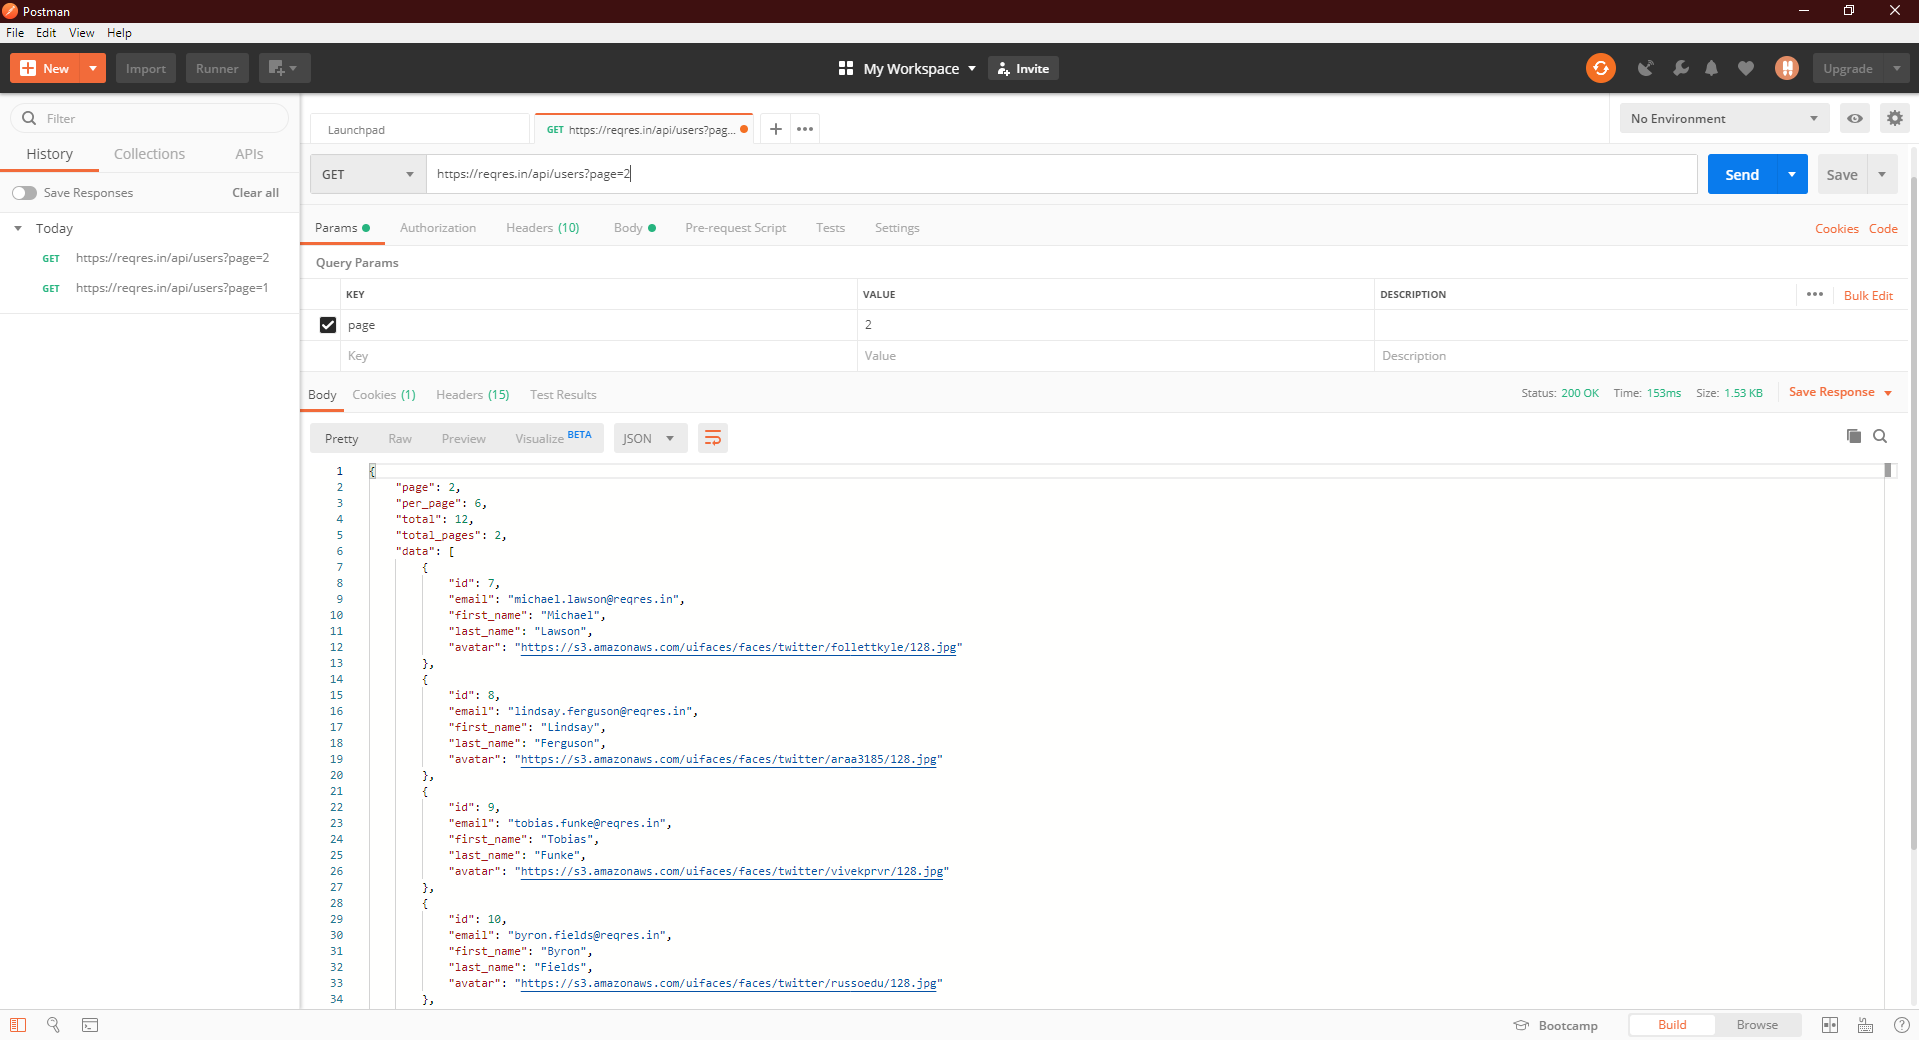 Postman
File Edit View Help
New Import Runner My Workspace Invite Upgrade
Filter
History Collections APIs
Save Responses Clear all
Today
GET https://reqres.in/api/users?page=2
GET https://reqres.in/api/users?page=1
Launchpad GET https://reqres.in/api/users?pag... + ••• No Environment
GET https://reqres.in/api/users?page=2 Send Save
Params Authorization Headers (10) Body Pre-request Script Tests Settings Cookies Code
Query Params
KEY VALUE DESCRIPTION ••• Bulk Edit
page 2
Key Value Description
Body Cookies (1) Headers (15) Test Results Status: 200 OK Time: 153ms Size: 1.53 KB Save Response
Pretty Raw Preview Visualize BETA JSON
1 {
2 "page": 2,
3 "per_page": 6,
4 "total": 12,
5 "total_pages": 2,
6 "data": [
7 {
8 "id": 7,
9 "email": "michael.lawson@reqres.in",
10 "first_name": "Michael",
11 "last_name": "Lawson",
12 "avatar": "https://s3.amazonaws.com/uifaces/faces/twitter/follettkyle/128.jpg"
13 },
14 {
15 "id": 8,
16 "email": "lindsay.ferguson@reqres.in",
17 "first_name": "Lindsay",
18 "last_name": "Ferguson",
19 "avatar": "https://s3.amazonaws.com/uifaces/faces/twitter/araa3185/128.jpg"
20 },
21 {
22 "id": 9,
23 "email": "tobias.funke@reqres.in",
24 "first_name": "Tobias",
25 "last_name": "Funke",
26 "avatar": "https://s3.amazonaws.com/uifaces/faces/twitter/vivekprvr/128.jpg"
27 },
28 {
29 "id": 10,
30 "email": "byron.fields@reqres.in",
31 "first_name": "Byron",
32 "last_name": "Fields",
33 "avatar": "https://s3.amazonaws.com/uifaces/faces/twitter/russoedu/128.jpg"
34 },
Bootcamp Build Browse